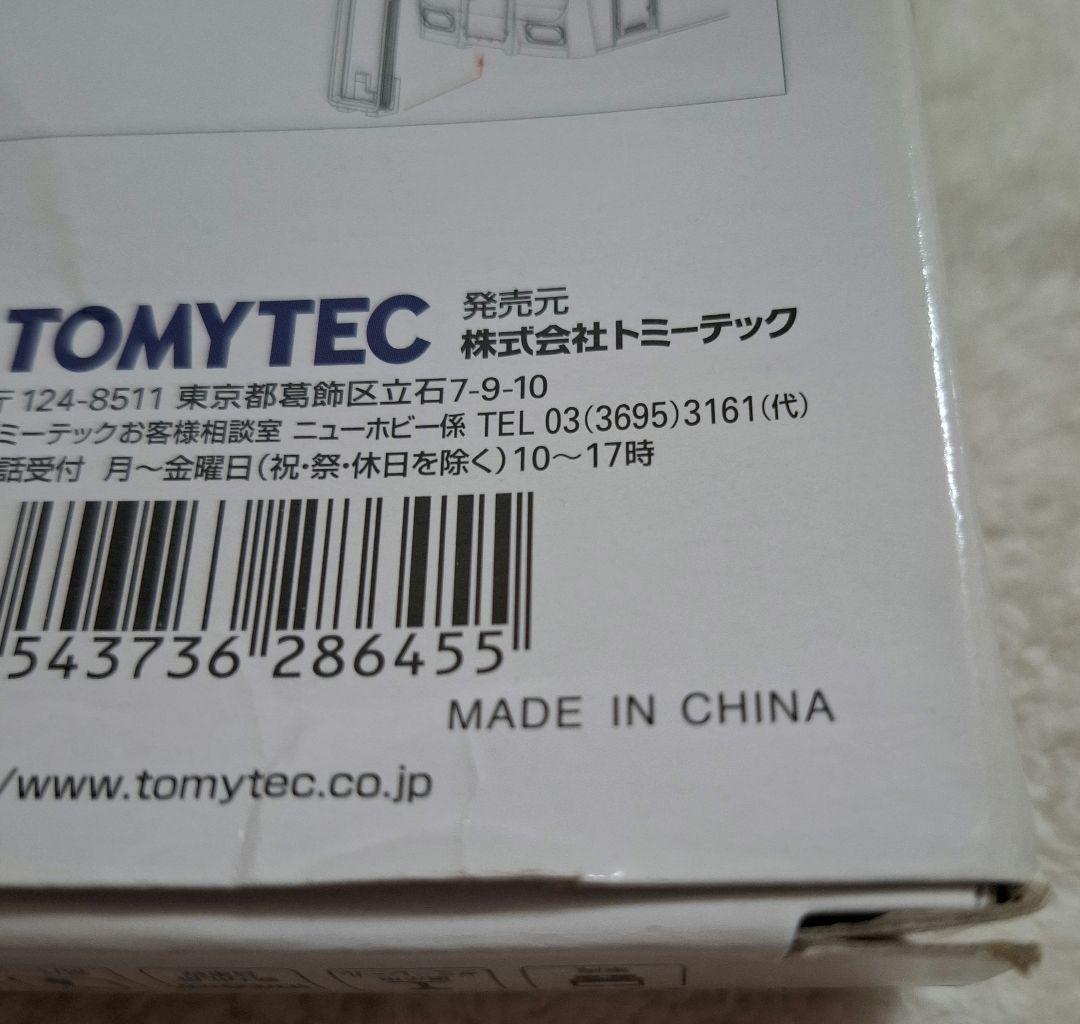 TOMYTEC
発売元
株式会社トミーテック
〒124-8511 東京都葛飾区立石7-9-10
ミーテックお客様相談室 ニューホビー係 TEL 03(3695)3161(代)
話受付 月～金曜日(祝・祭・休日を除く)10～17時
543736 286455
MADE IN CHINA
/www.tomytec.co.jp